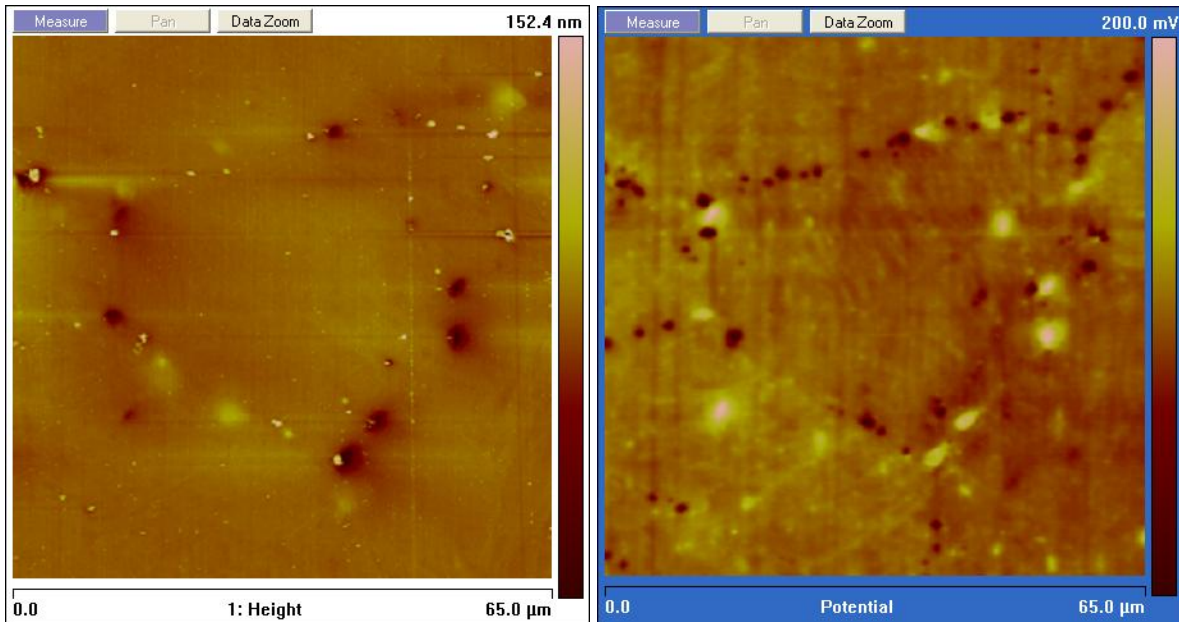 Measure Pan Data Zoom 152.4 nm
0.0 1: Height 65.0 µm
Measure Pan Data Zoom 200.0 mV
0.0 Potential 65.0 µm